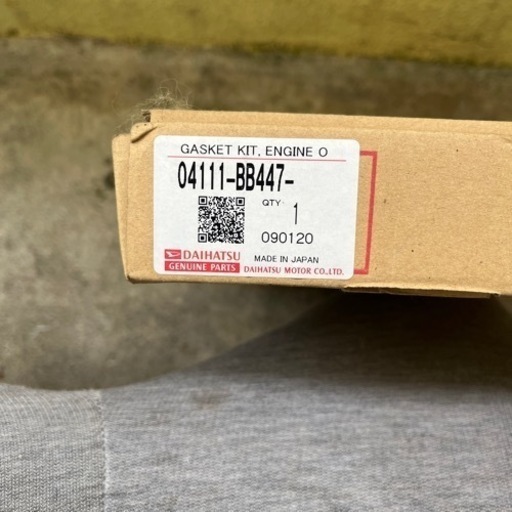 GASKET KIT, ENGINE O
04111-BB447-
QTY
1
090120
DAIHATSU
GENUINE PARTS
MADE IN JAPAN
DAIHATSU MOTOR CO.,LTD.